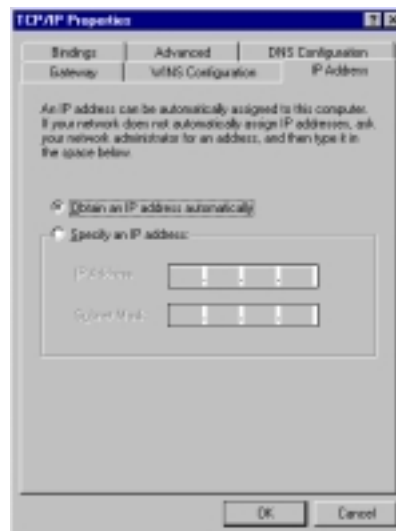 TCP/IP Properties
? X
Bindings Advanced DNS Configuration
Gateway WINS Configuration IP Address
An IP address can be automatically assigned to this computer.
If your network does not automatically assign IP addresses, ask
your network administrator for an address, and then type it in
the space below.
Obtain an IP address automatically
Specify an IP address:
IP Address:
Subnet Mask:
OK Cancel